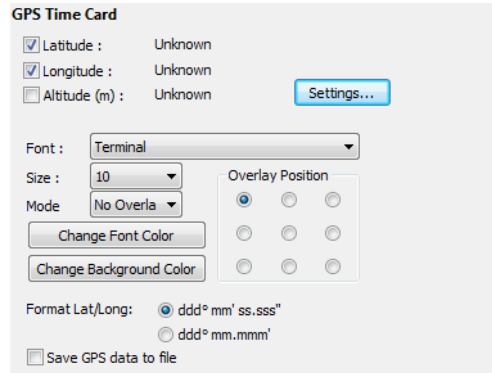 GPS Time Card
Latitude : Unknown
Longitude : Unknown
Altitude (m) : Unknown
Settings...
Font : Terminal
Size : 10
Overlay Position
Mode No Overla
Change Font Color
Change Background Color
Format Lat/Long: ddd° mm' ss.sss"
ddd° mm.mmm'
Save GPS data to file